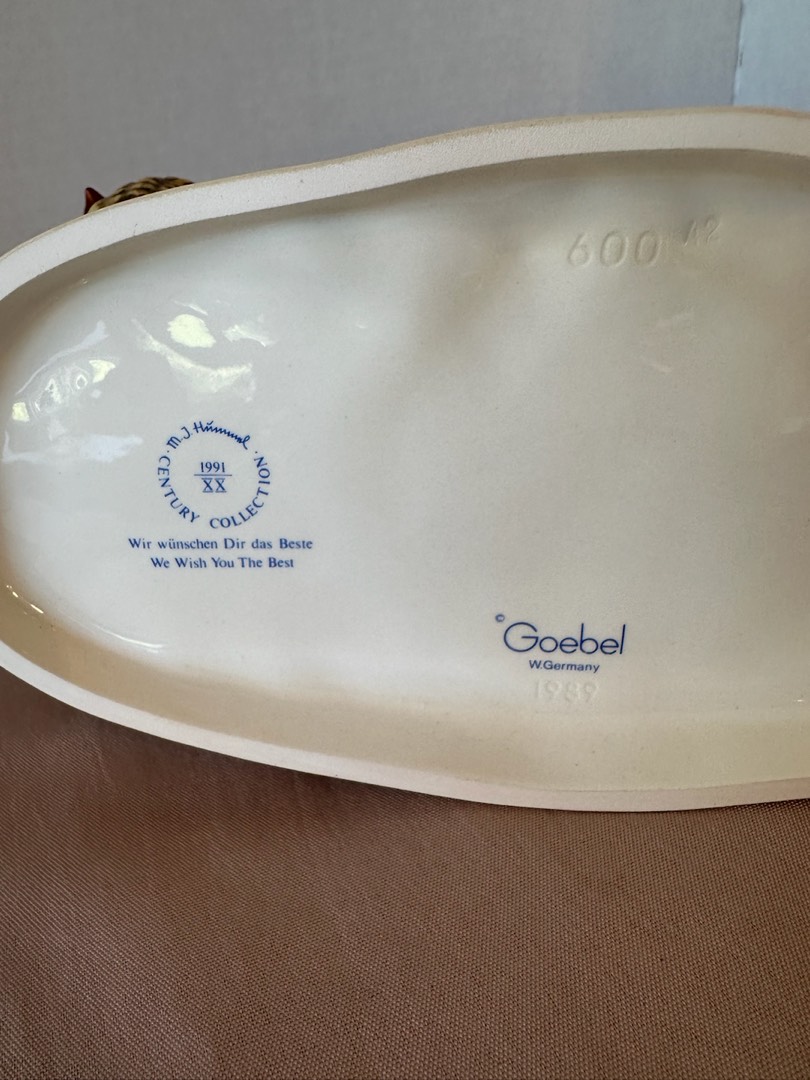 600 42
M J Hummel
1991
XX
· CENTURY COLLECTION ·
Wir wünschen Dir das Beste
We Wish You The Best
© Goebel
W.Germany
1989